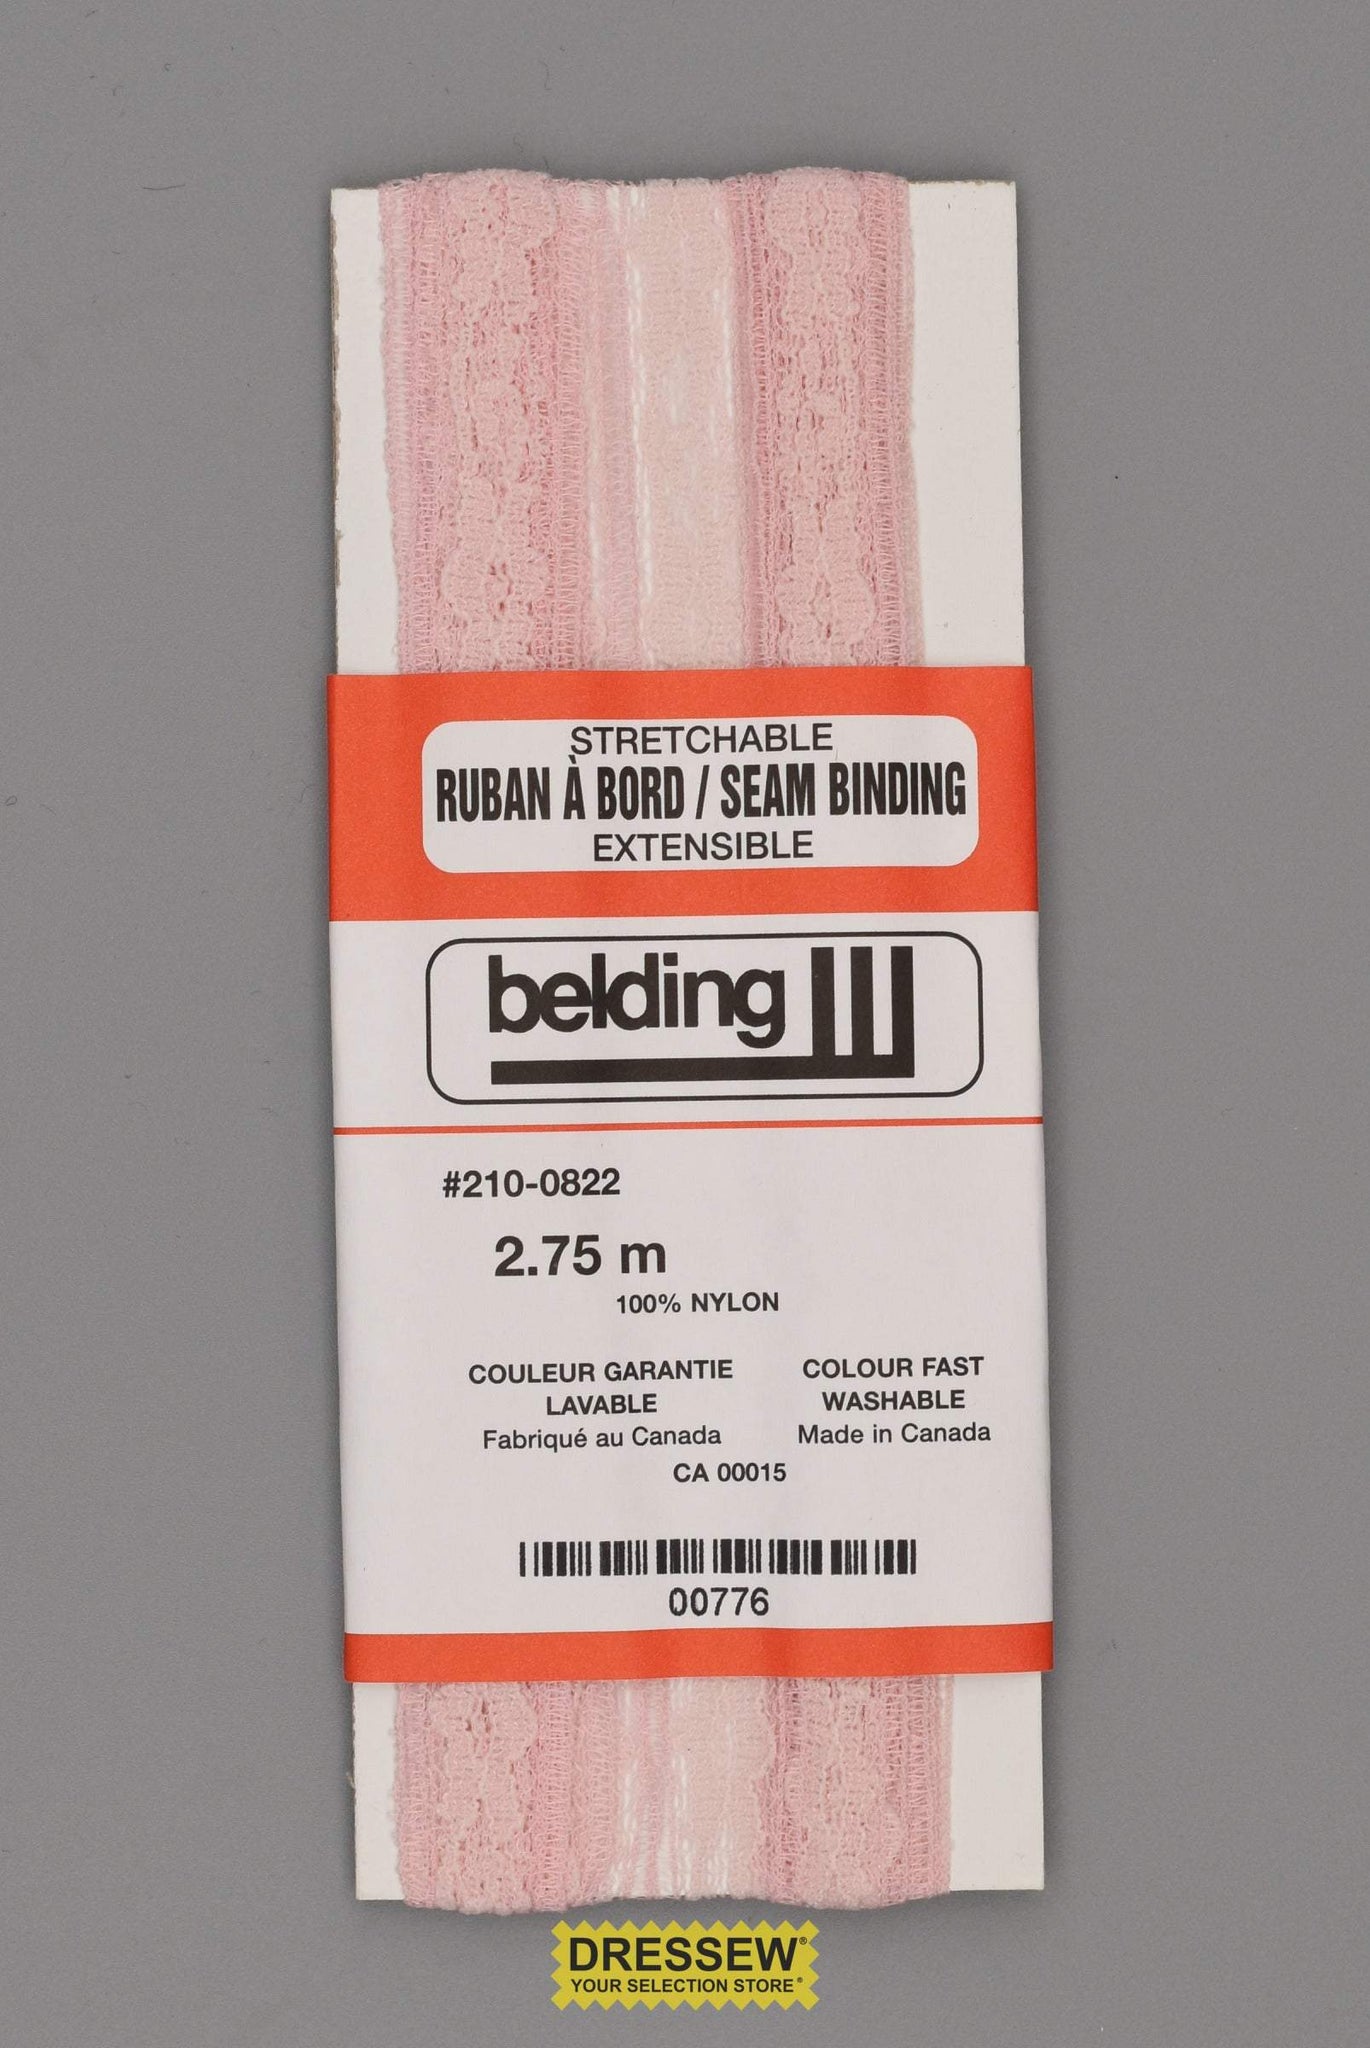 STRETCHABLE
RUBAN À BORD / SEAM BINDING
EXTENSIBLE
belding
#210-0822
2.75 m
100% NYLON
COULEUR GARANTIE
LAVABLE
Fabriqué au Canada
COLOUR FAST
WASHABLE
Made in Canada
CA 00015
00776
DRESSEW®
YOUR SELECTION STORE®